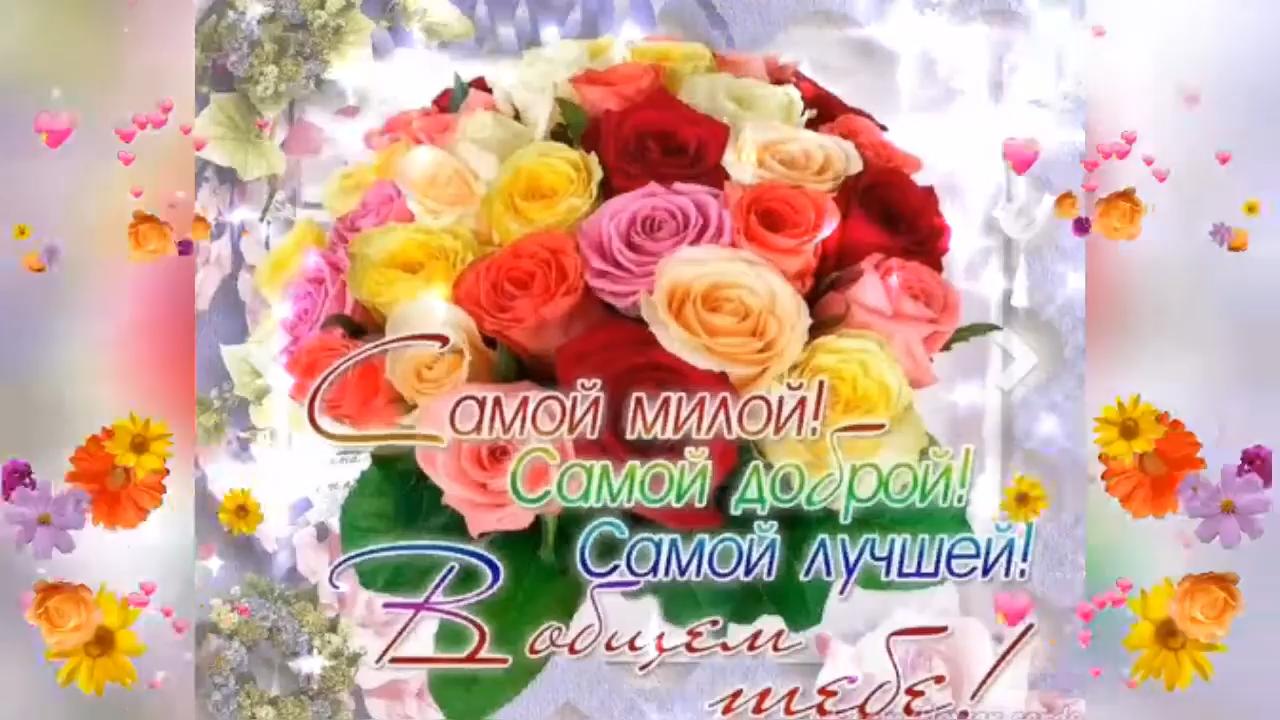 Самой милой!
Самой доброй!
Самой лучшей!
В общем
тебе!